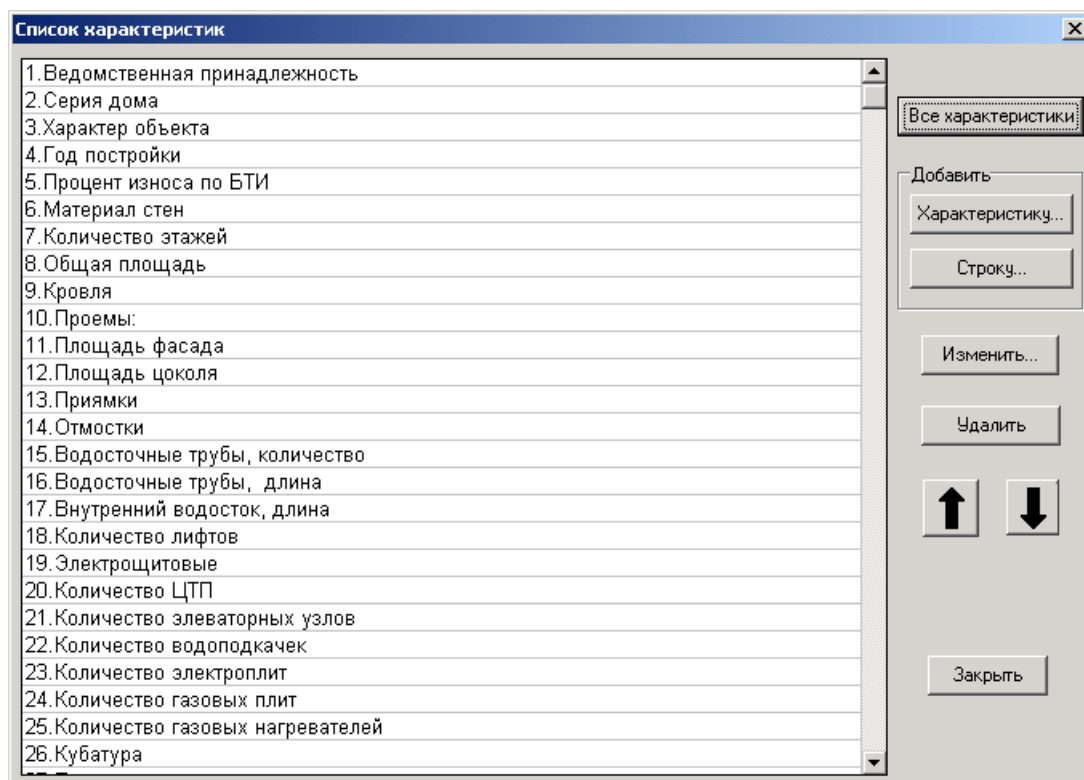 Список характеристик
1.Ведомственная принадлежность
2.Серия дома
3.Характер объекта
4.Год постройки
5.Процент износа по БТИ
6.Материал стен
7.Количество этажей
8.Общая площадь
9.Кровля
10.Проемы:
11.Площадь фасада
12.Площадь цоколя
13.Приямки
14.Отмостки
15.Водосточные трубы, количество
16.Водосточные трубы,  длина
17.Внутренний водосток, длина
18.Количество лифтов
19.Электрощитовые
20.Количество ЦТП
21.Количество элеваторных узлов
22.Количество водоподкачек
23.Количество электроплит
24.Количество газовых плит
25.Количество газовых нагревателей
26.Кубатура
Все характеристики
Добавить
Характеристику...
Строку...
Изменить...
Удалить
Закрыть